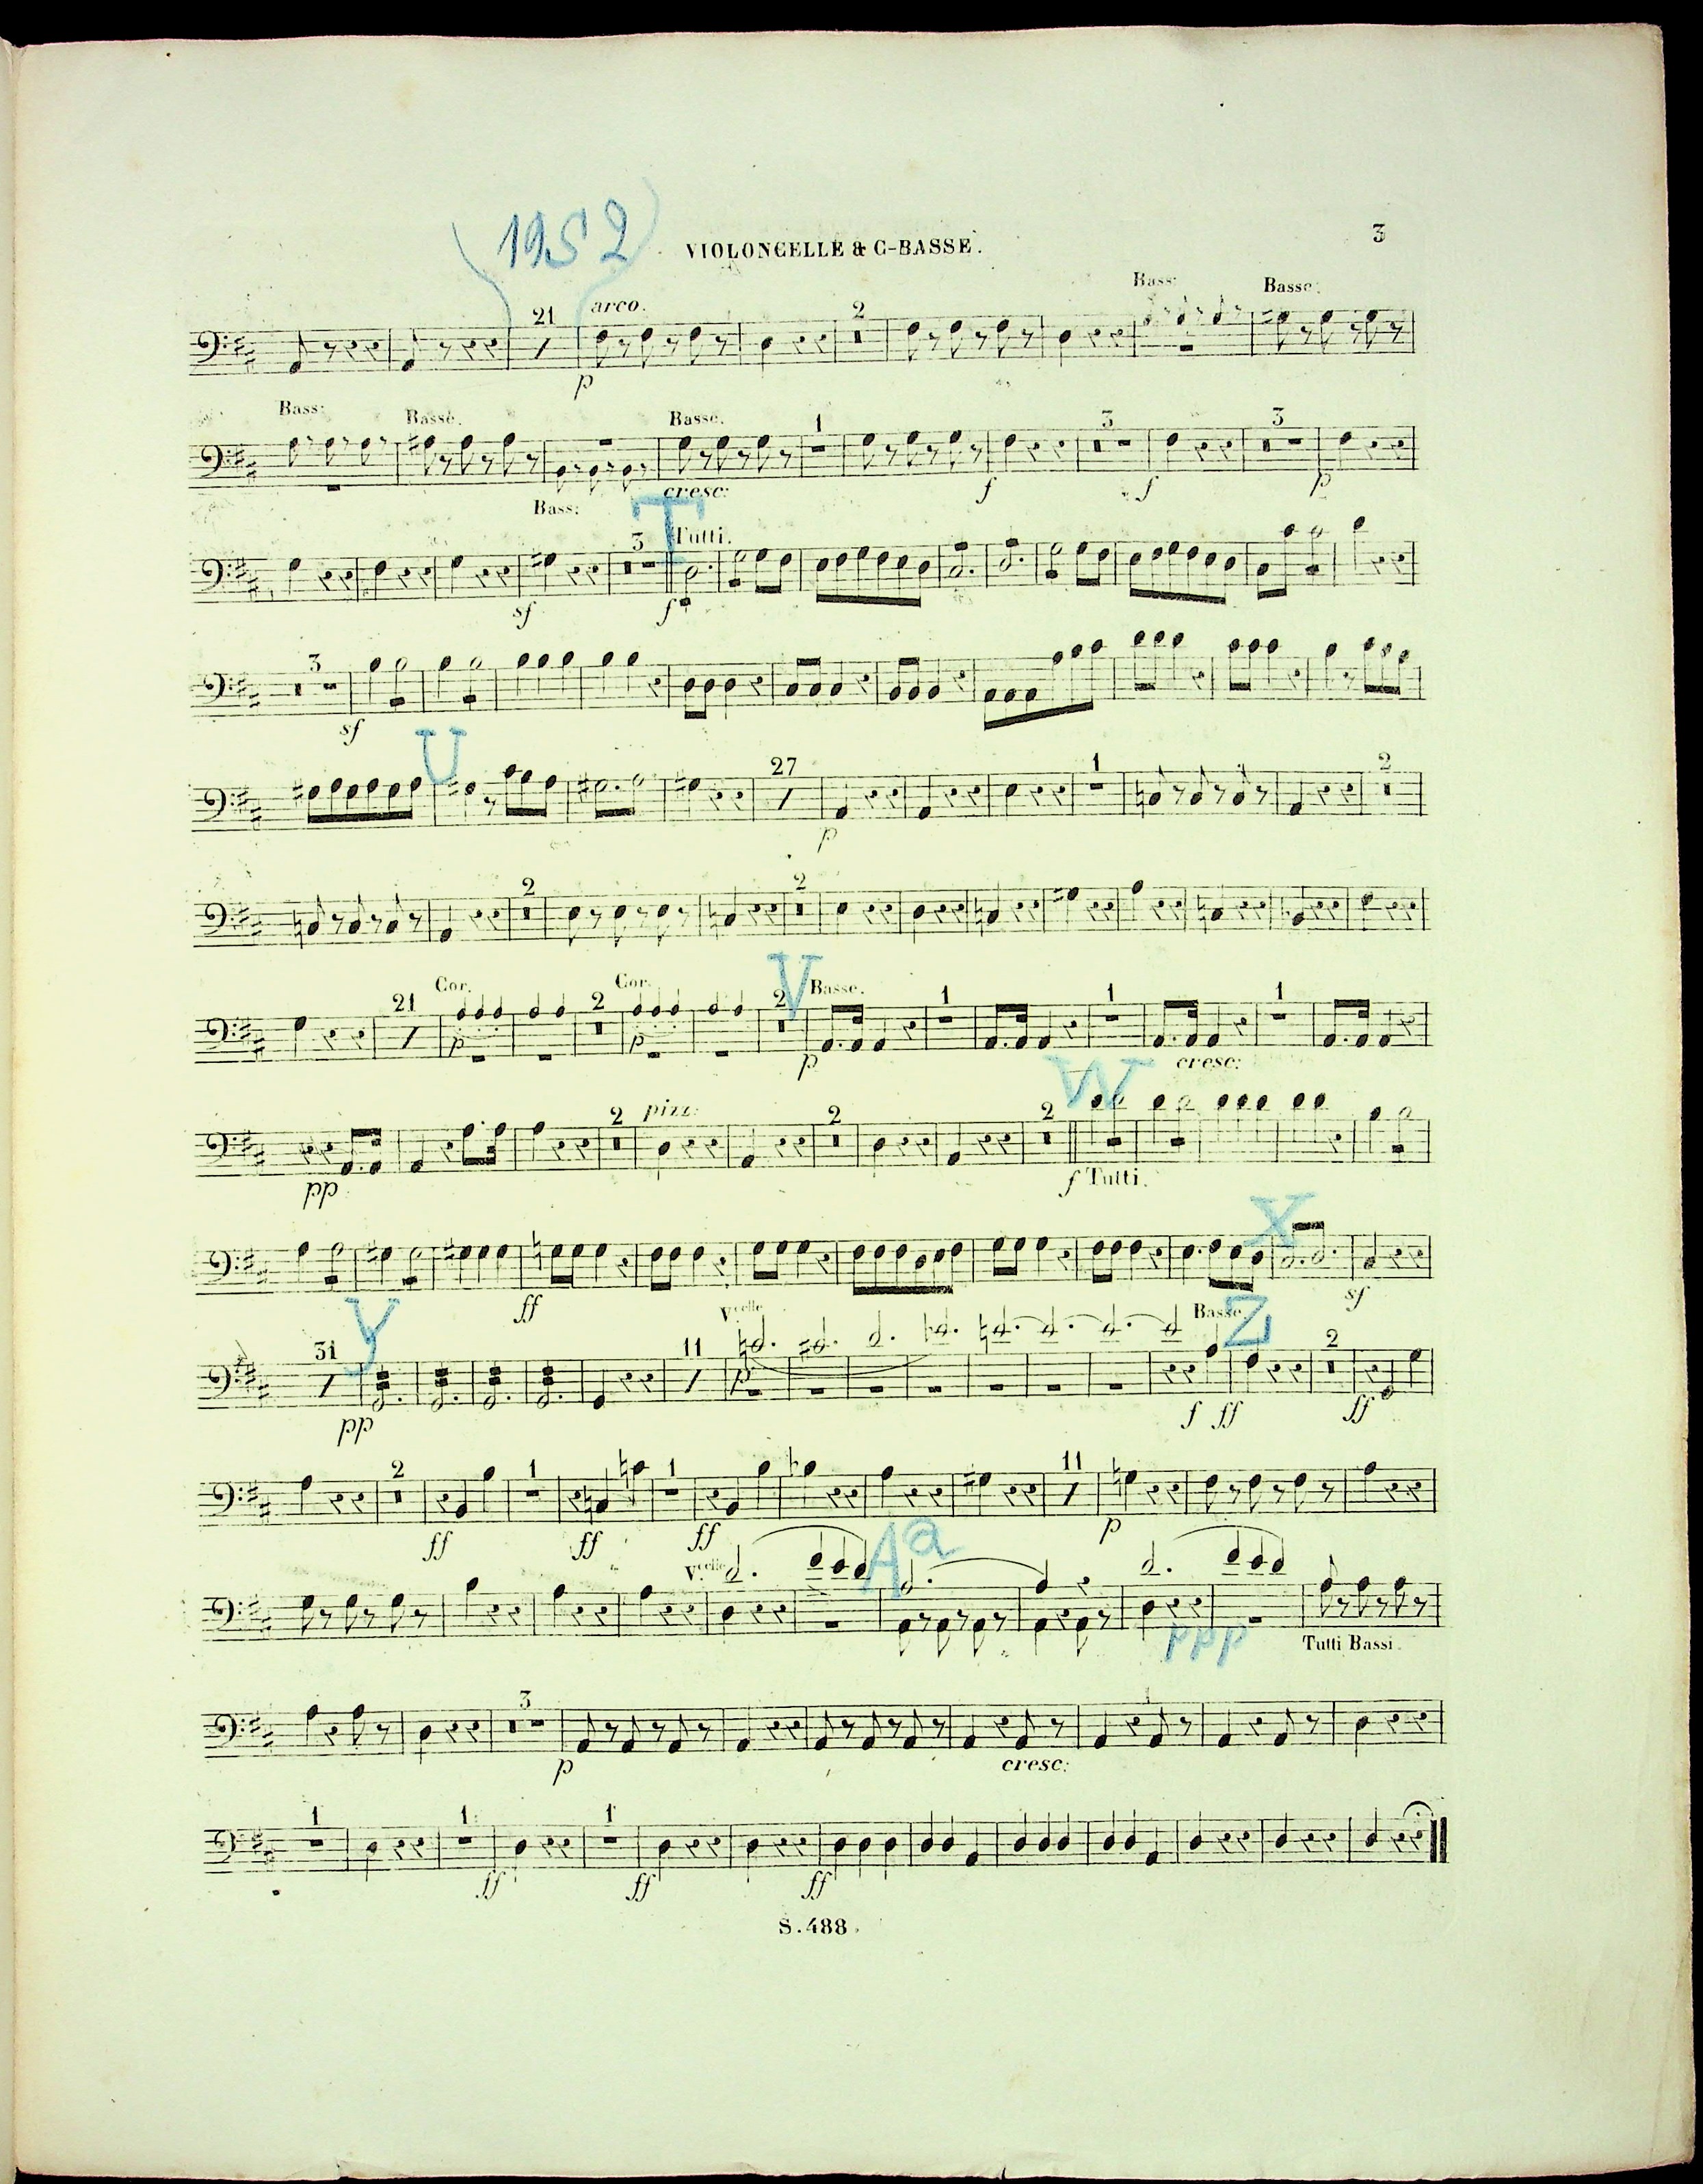 (1952)
VIOLONCELLE & C-BASSE.
3
21 arco. 2 Bass: Basse.
p
Bass: Basse. Basse. 1 3 3
cresc: f f p
Bass: T
3 Tutti.
sf f
3
sf
U
27 1 2
p
2 2
V
21 Cor. 2 Cor. 2 Basse. 1 1 1
p p p cresc:
W
2 pizz: 2 2
pp f Tutti.
X
ff sf
Y Vcelle Basse. Z
31 11 2
pp p f ff ff
2 1 1 11
ff ff ff p
Vcelle Aa
ppp Tutti Bassi.
3
p cresc:
1 1 1
ff ff ff
S.488.